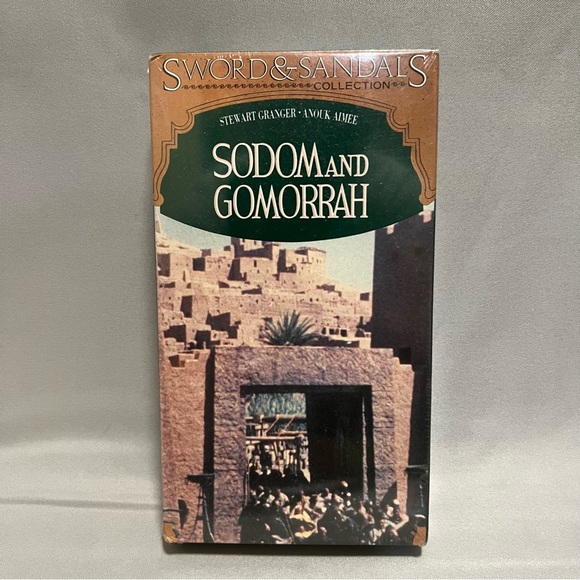 SWORD & SANDALS
COLLECTION
STEWART GRANGER • ANOUK AIMEE
SODOM AND
GOMORRAH